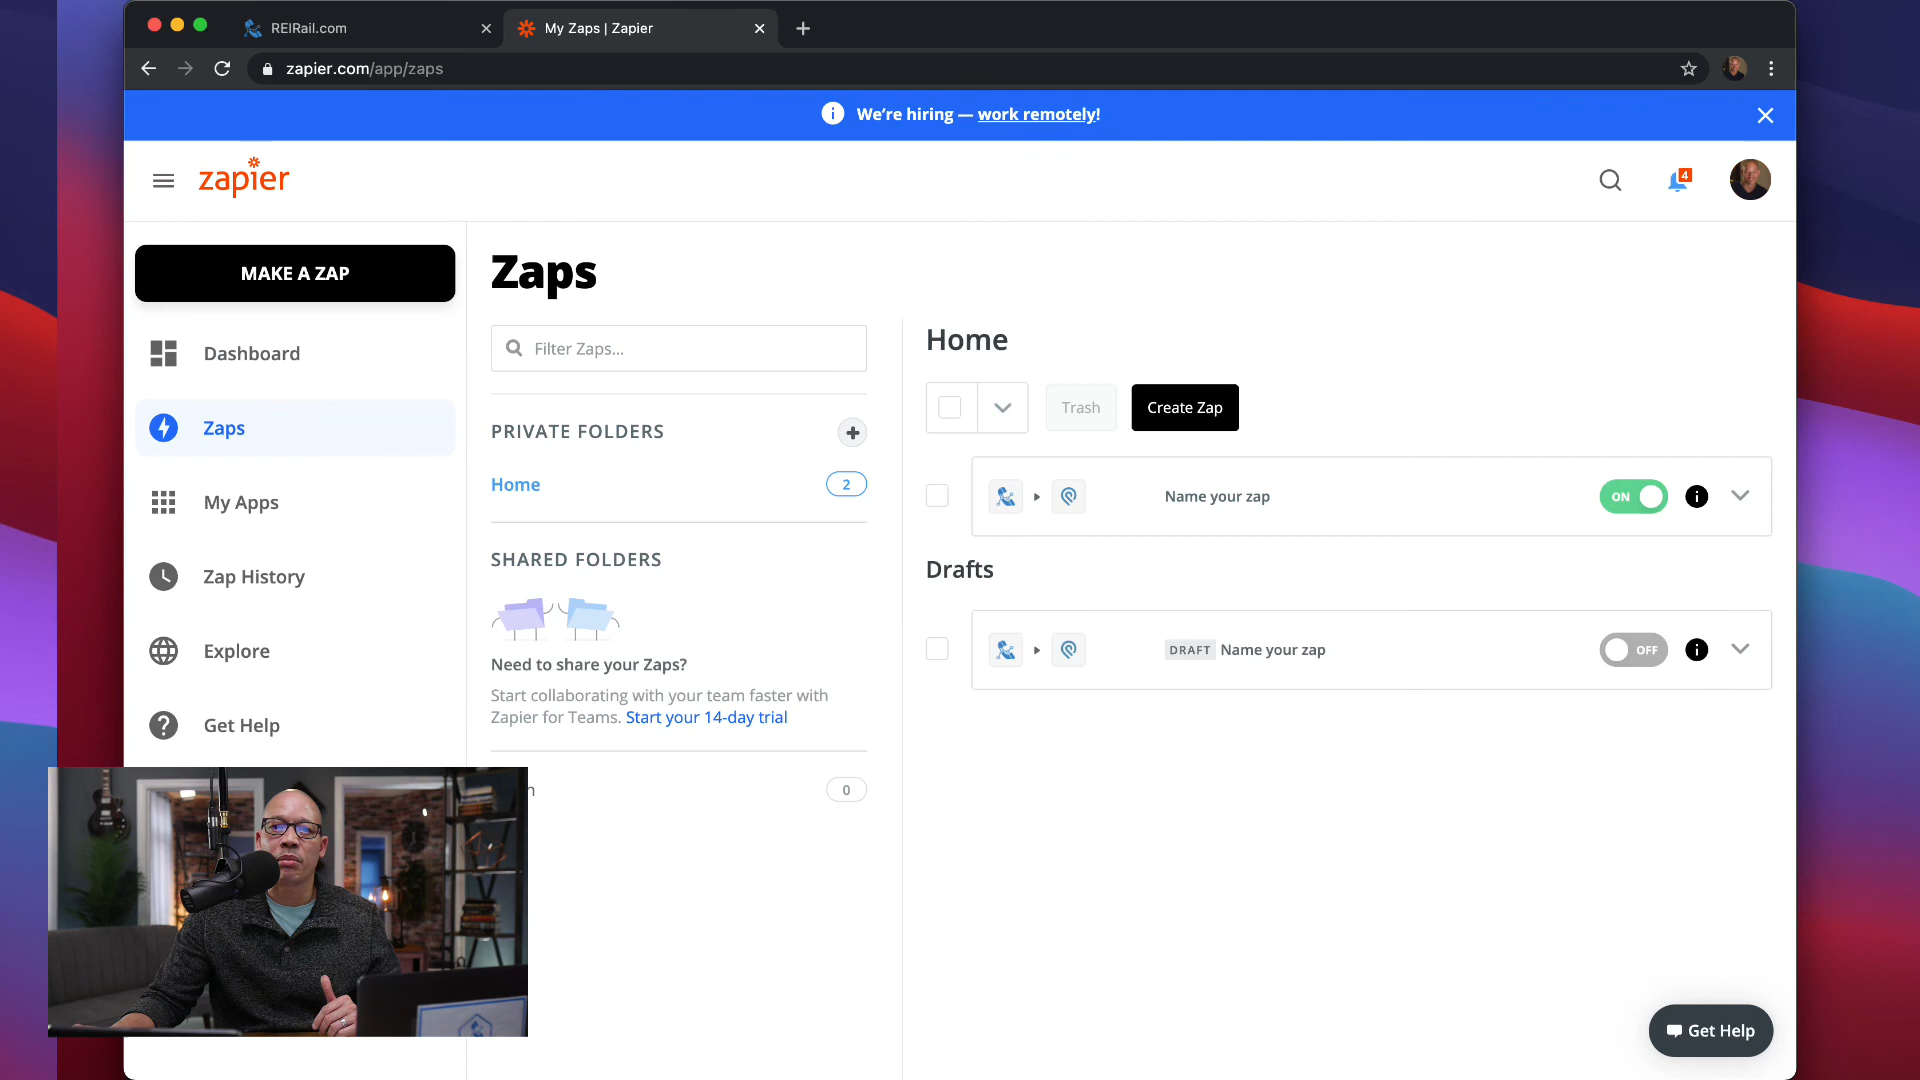 REIRail.com
My Zaps | Zapier
zapier.com/app/zaps
We're hiring — work remotely!
zapier
4
MAKE A ZAP
Dashboard
Zaps
My Apps
Zap History
Explore
Get Help
Zaps
Filter Zaps...
PRIVATE FOLDERS
Home
2
SHARED FOLDERS
Need to share your Zaps?
Start collaborating with your team faster with
Zapier for Teams. Start your 14-day trial
0
Home
Trash
Create Zap
Name your zap
ON
Drafts
DRAFT Name your zap
OFF
Get Help